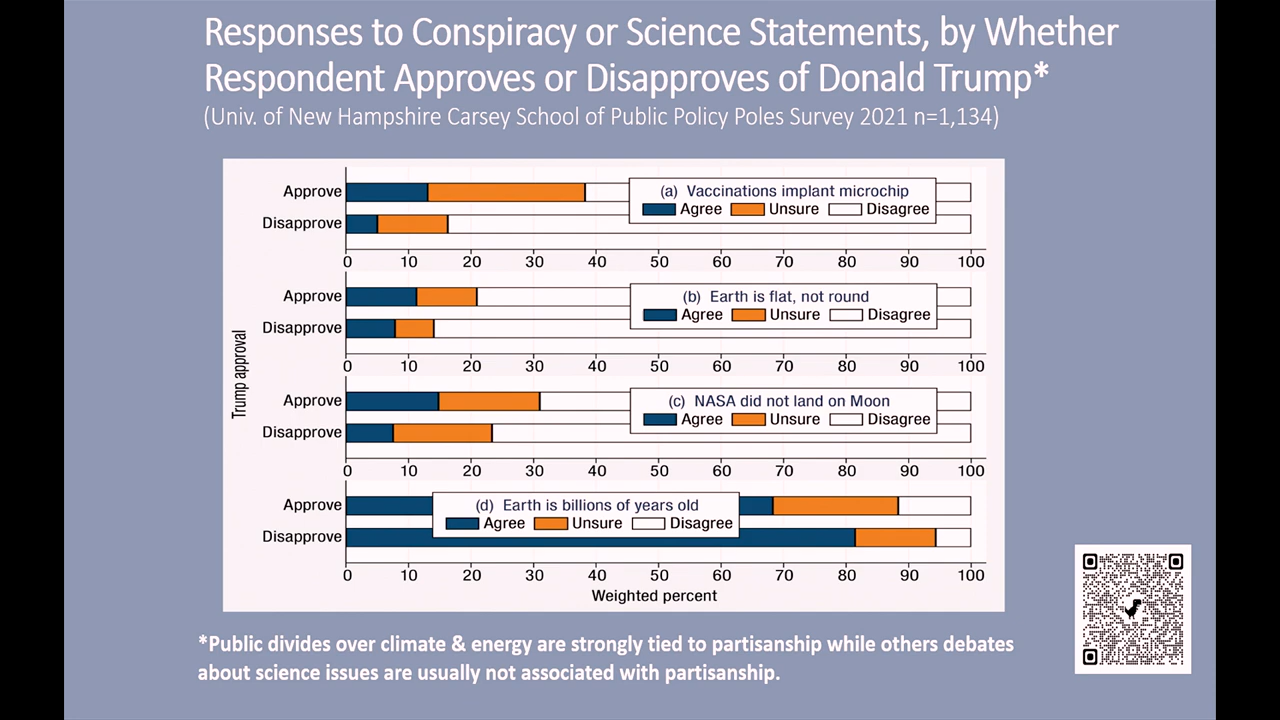 Responses to Conspiracy or Science Statements, by Whether
Respondent Approves or Disapproves of Donald Trump*
(Univ. of New Hampshire Carsey School of Public Policy Poles Survey 2021 n=1,134)
Trump approval
Approve
(a) Vaccinations implant microchip
Agree Unsure Disagree
Disapprove
0 10 20 30 40 50 60 70 80 90 100
Approve
(b) Earth is flat, not round
Agree Unsure Disagree
Disapprove
0 10 20 30 40 50 60 70 80 90 100
Approve
(c) NASA did not land on Moon
Agree Unsure Disagree
Disapprove
0 10 20 30 40 50 60 70 80 90 100
Approve
(d) Earth is billions of years old
Agree Unsure Disagree
Disapprove
0 10 20 30 40 50 60 70 80 90 100
Weighted percent
*Public divides over climate & energy are strongly tied to partisanship while others debates
about science issues are usually not associated with partisanship.